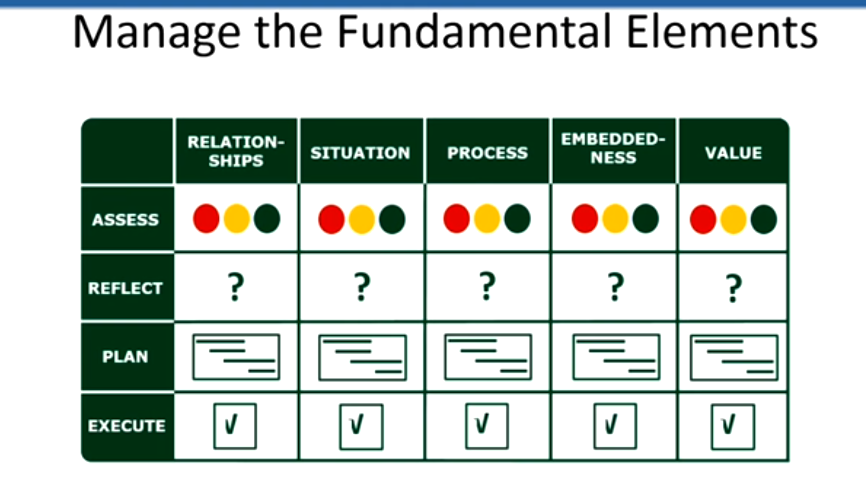 Manage the Fundamental Elements
RELATION-
SHIPS
SITUATION
PROCESS
EMBEDDED-
NESS
VALUE
ASSESS
REFLECT
? ? ? ? ?
PLAN
EXECUTE